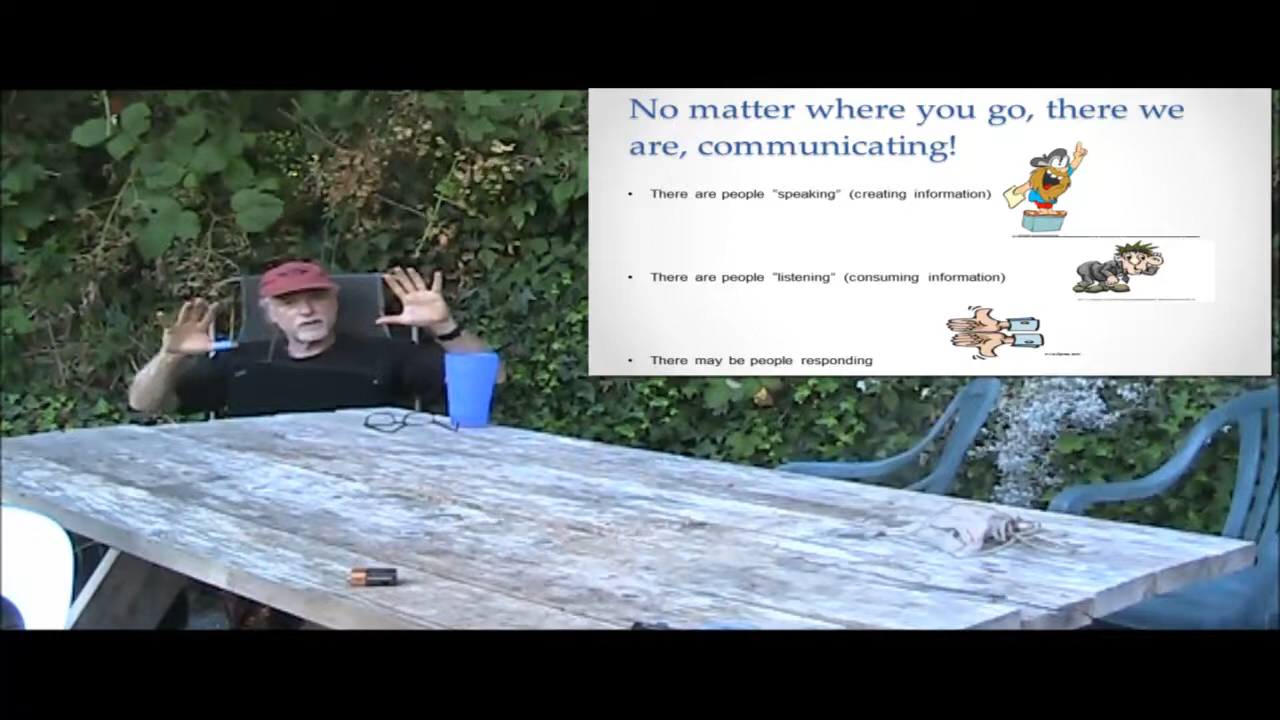 No matter where you go, there we
are, communicating!
• There are people "speaking" (creating information)
• There are people "listening" (consuming information)
• There may be people responding